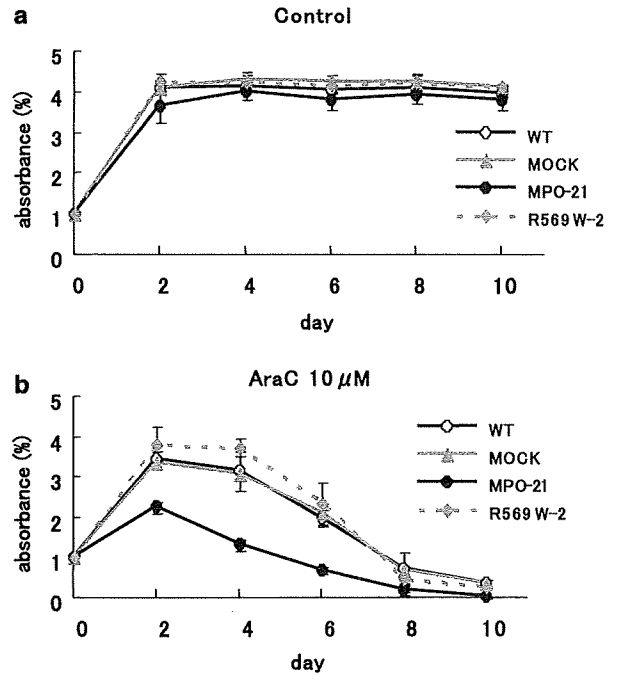 a
Control
5
4
3
2
1
0
absorbance (%)
WT
MOCK
MPO-21
R569W-2
0 2 4 6 8 10
day
b
AraC 10 μM
5
4
3
2
1
0
absorbance (%)
WT
MOCK
MPO-21
R569W-2
0 2 4 6 8 10
day